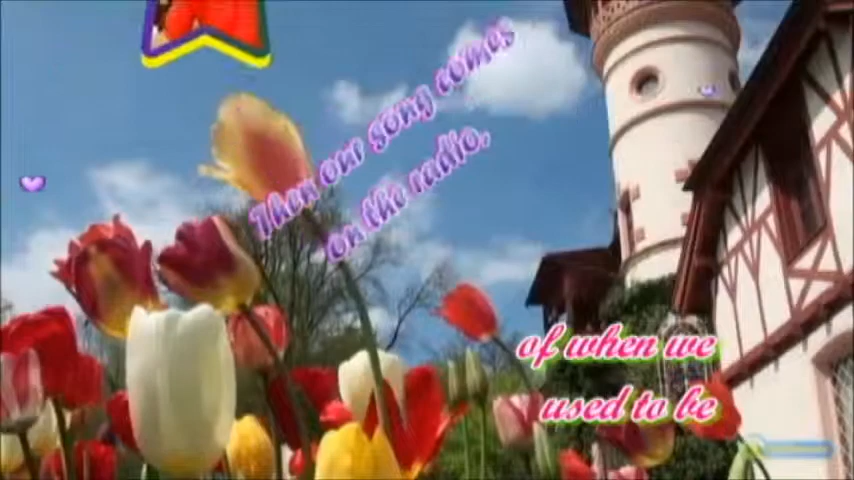 Then our song comes
on the radio.
of when we
used to be